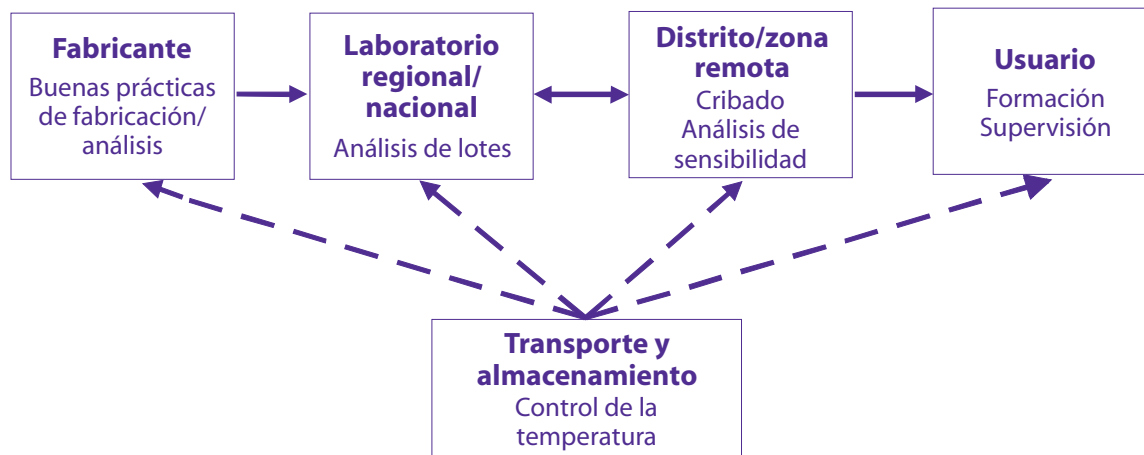 Fabricante
Buenas prácticas
de fabricación/
análisis
Laboratorio
regional/
nacional
Análisis de lotes
Distrito/zona
remota
Cribado
Análisis de
sensibilidad
Usuario
Formación
Supervisión
Transporte y
almacenamiento
Control de la
temperatura